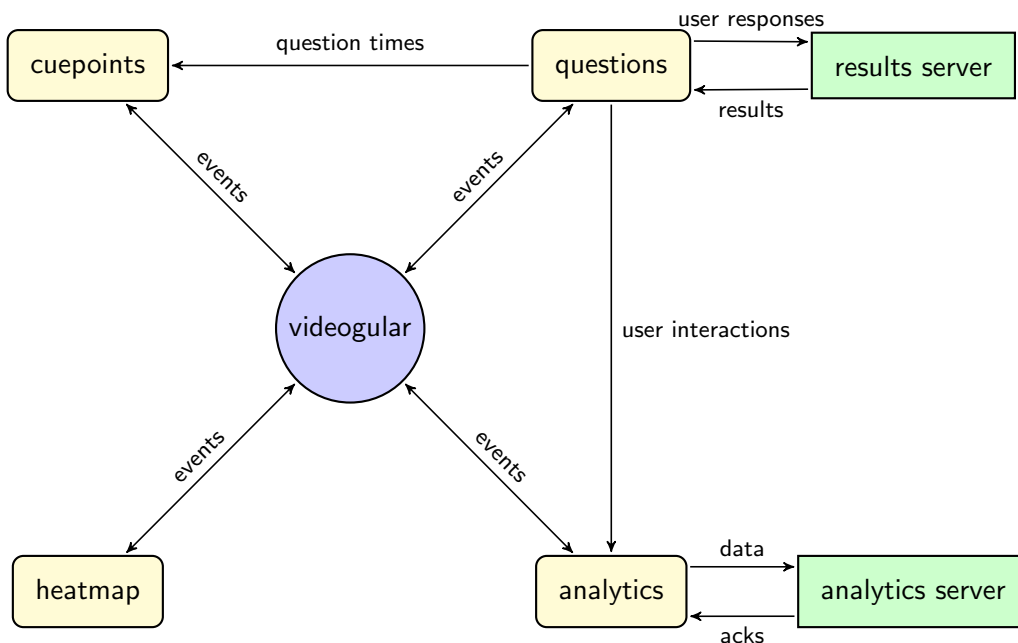 user responses
question times
cuepoints
questions
results server
results
events
events
videogular
user interactions
events
events
data
heatmap
analytics
analytics server
acks